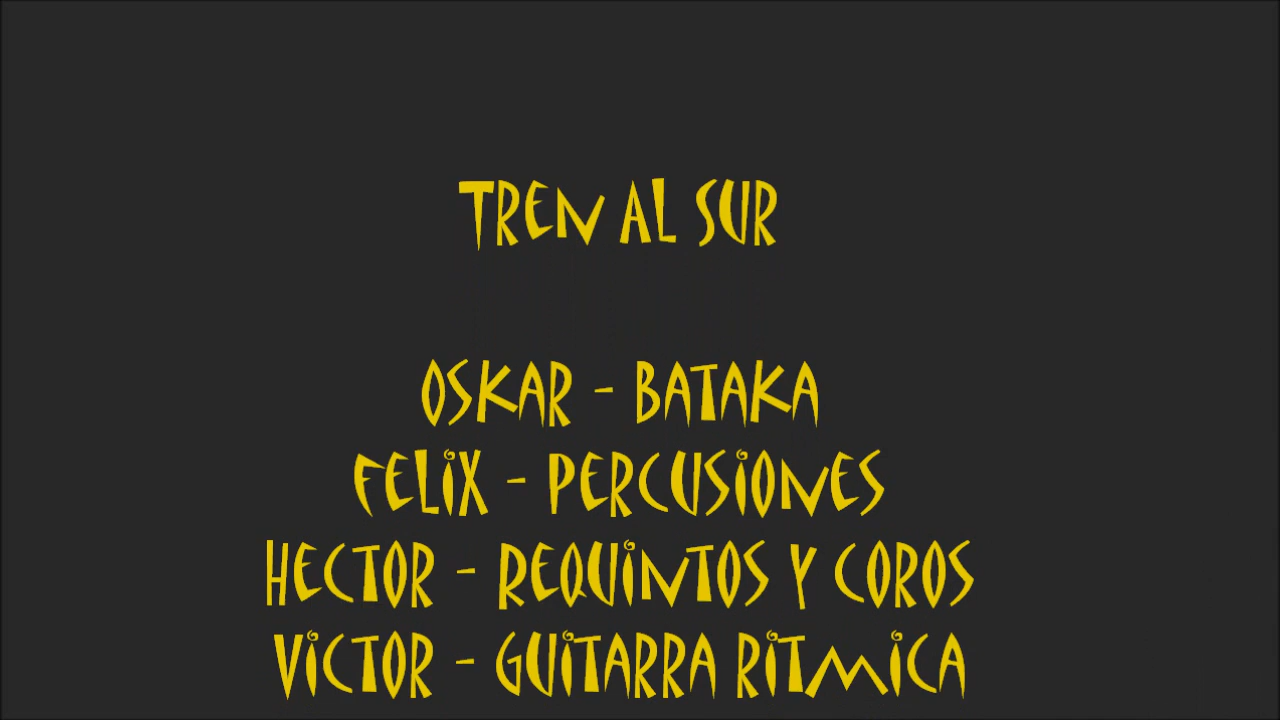 TREN AL SUR
OSKAR - BATAKA
FELIX - PERCUSIONES
HECTOR - REQUINTOS Y COROS
VICTOR - GUITARRA RITMICA